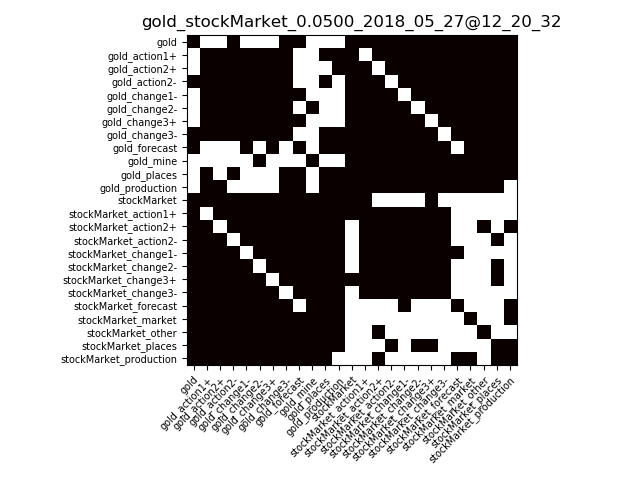 gold_stockMarket_0.0500_2018_05_27@12_20_32
gold
gold_action1+
gold_action2+
gold_action2-
gold_change1-
gold_change2-
gold_change3+
gold_change3-
gold_forecast
gold_mine
gold_places
gold_production
stockMarket
stockMarket_action1+
stockMarket_action2+
stockMarket_action2-
stockMarket_change1-
stockMarket_change2-
stockMarket_change3+
stockMarket_change3-
stockMarket_forecast
stockMarket_market
stockMarket_other
stockMarket_places
stockMarket_production
gold
gold_action1+
gold_action2+
gold_action2-
gold_change1-
gold_change2-
gold_change3+
gold_change3-
gold_forecast
gold_mine
gold_places
gold_production
stockMarket
stockMarket_action1+
stockMarket_action2+
stockMarket_action2-
stockMarket_change1-
stockMarket_change2-
stockMarket_change3+
stockMarket_change3-
stockMarket_forecast
stockMarket_market
stockMarket_other
stockMarket_places
stockMarket_production